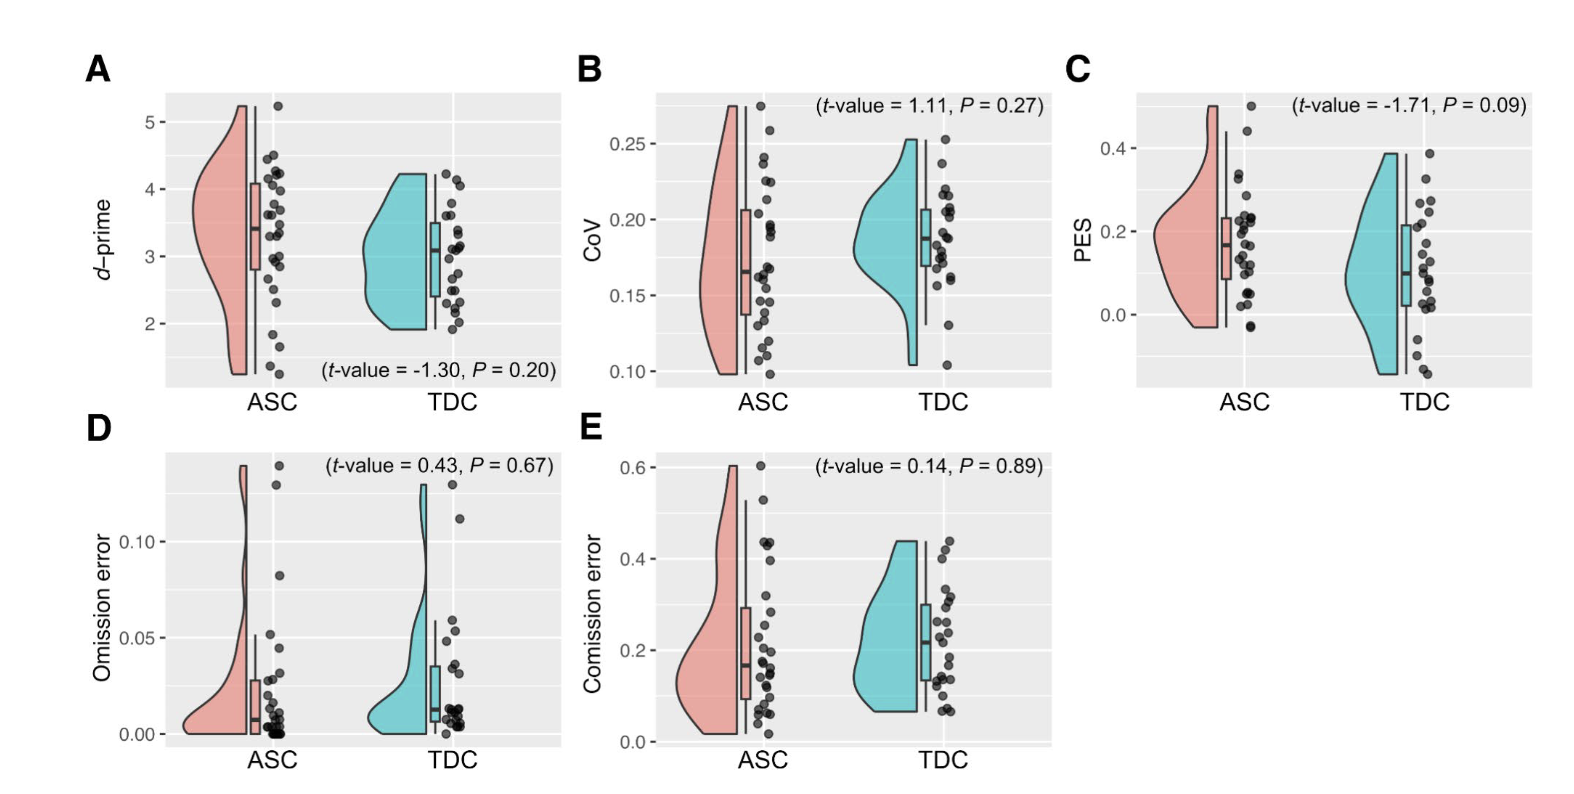 A
B
C
(t-value = 1.11, P = 0.27)
(t-value = -1.71, P = 0.09)
5
4
3
2
d-prime
(t-value = -1.30, P = 0.20)
0.25
0.20
0.15
0.10
CoV
0.4
0.2
0.0
PES
ASC
TDC
ASC
TDC
ASC
TDC
D
E
(t-value = 0.43, P = 0.67)
(t-value = 0.14, P = 0.89)
0.10
0.05
0.00
Omission error
0.6
0.4
0.2
0.0
Comission error
ASC
TDC
ASC
TDC